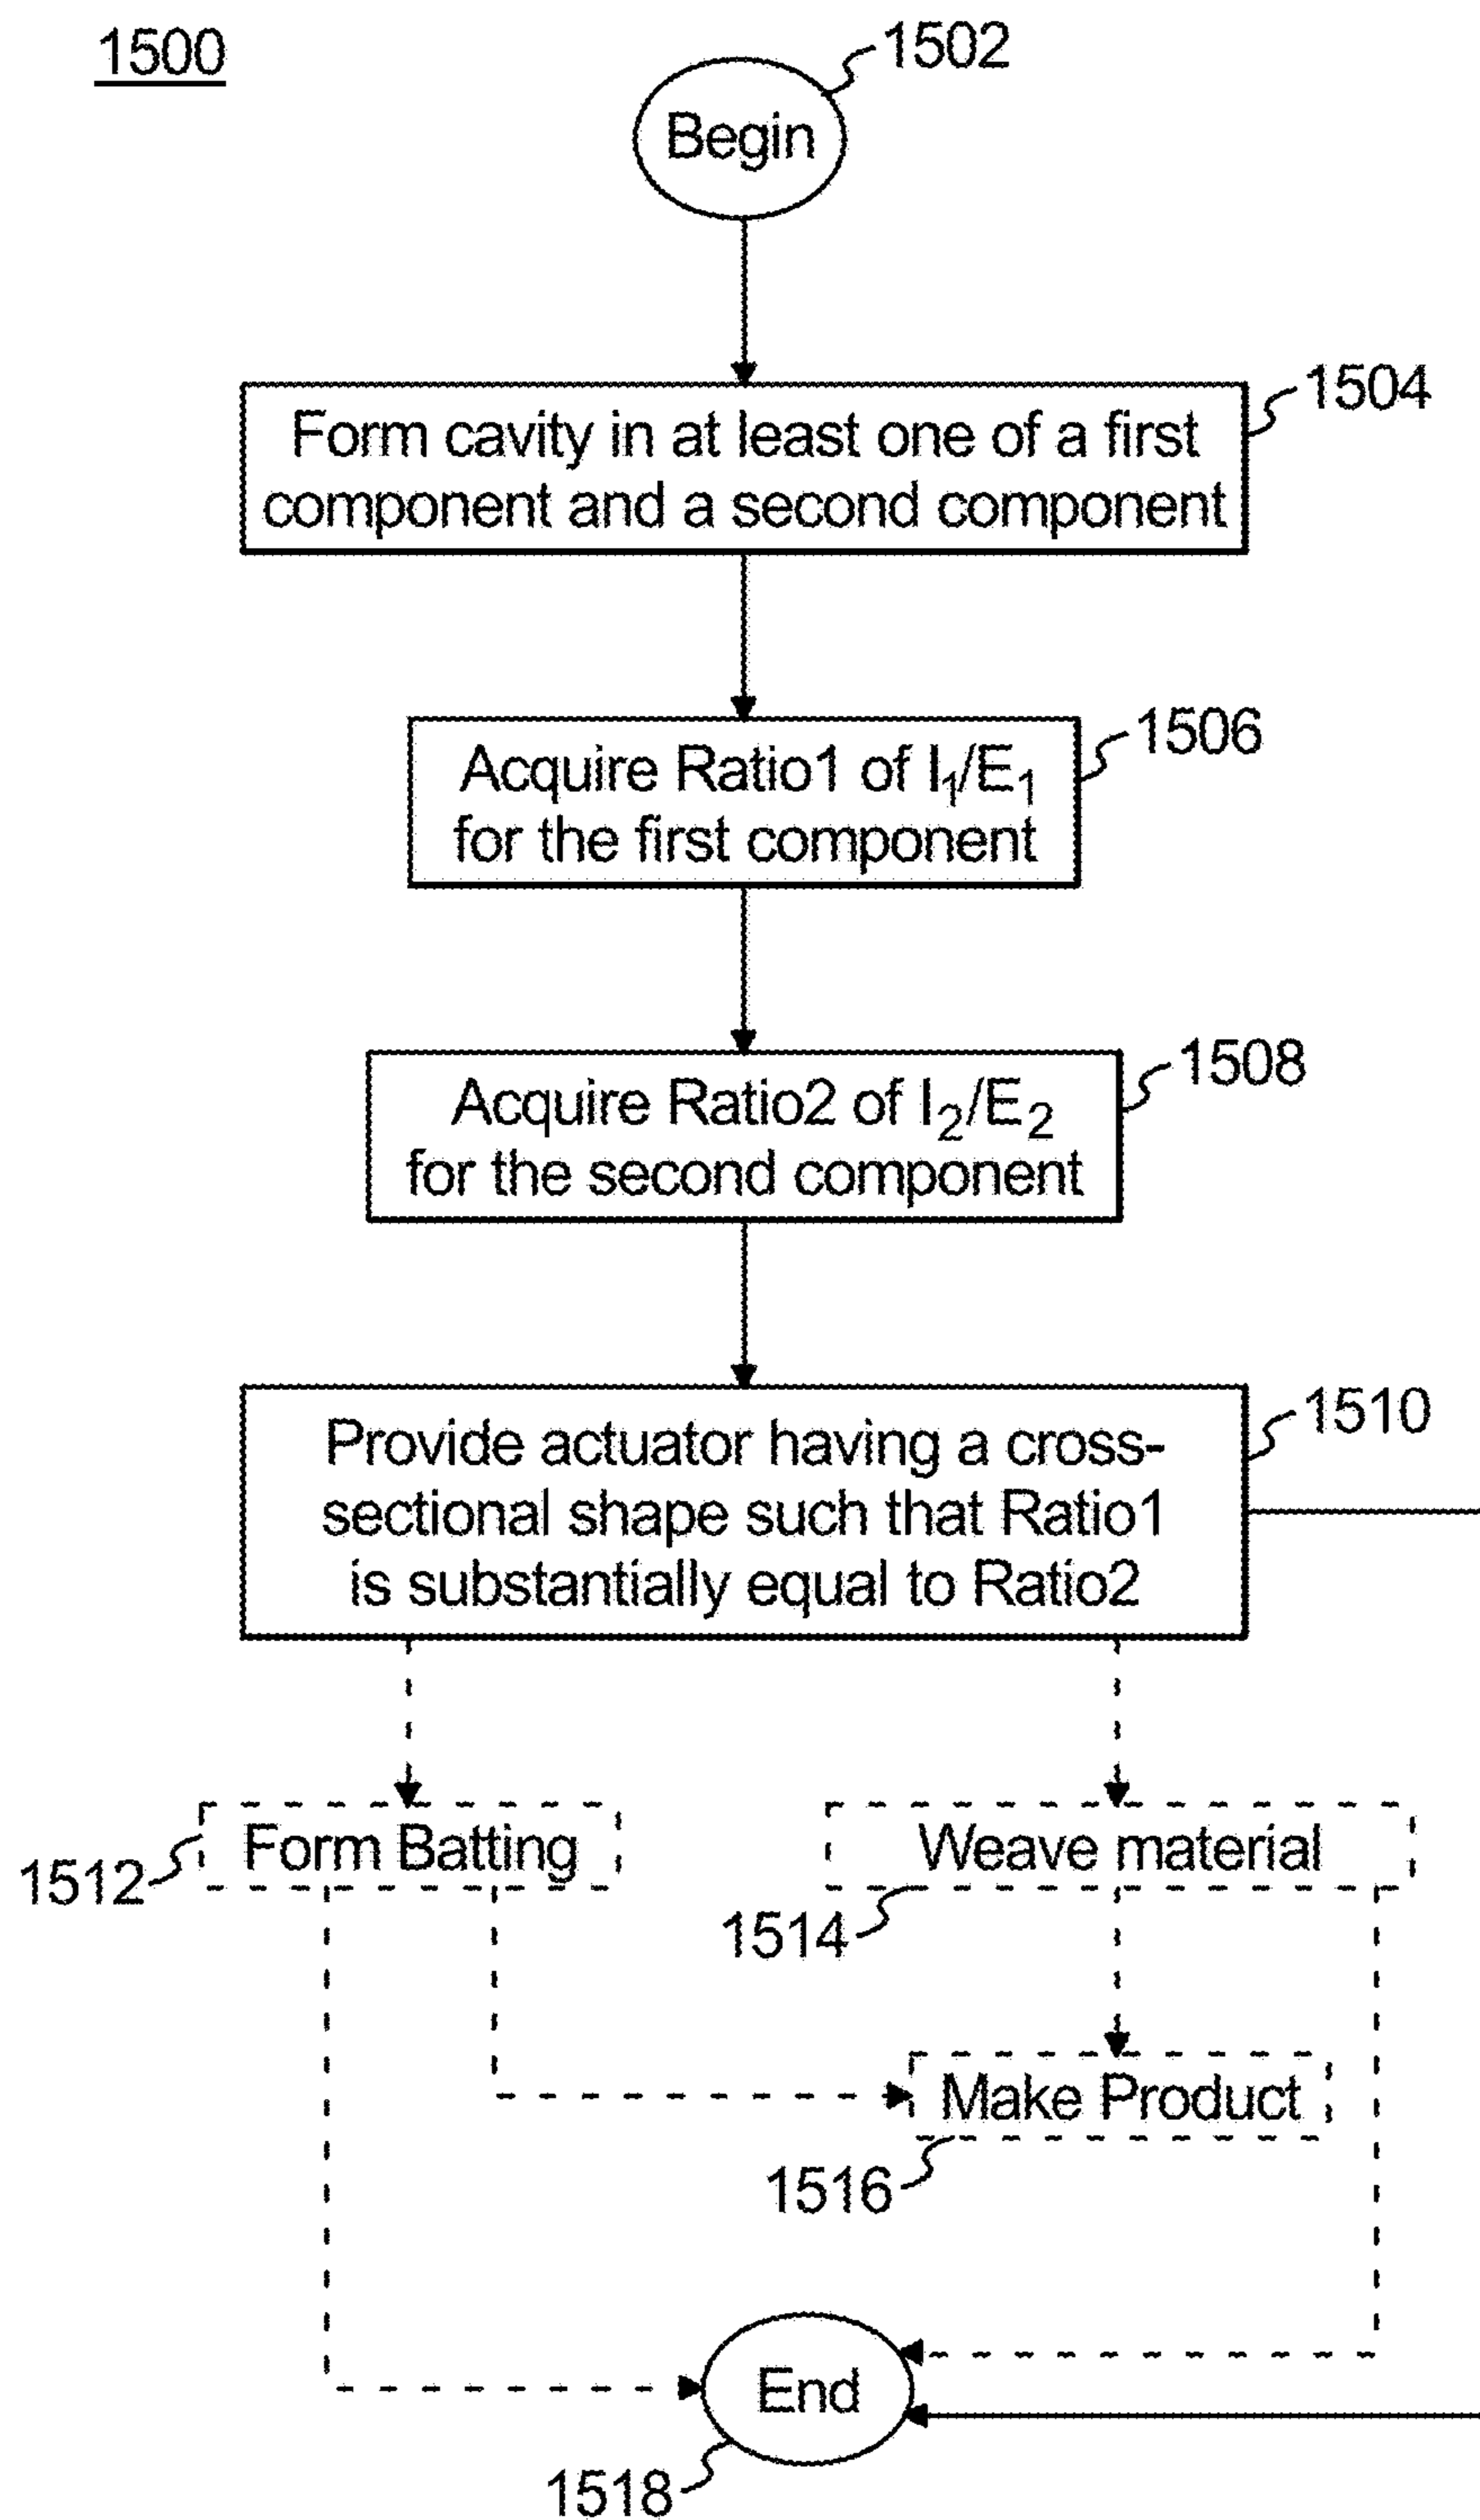 1500
1502
Begin
1504
Form cavity in at least one of a first
component and a second component
1506
Acquire Ratio1 of I₁/E₁
for the first component
1508
Acquire Ratio2 of I₂/E₂
for the second component
1510
Provide actuator having a cross-
sectional shape such that Ratio1
is substantially equal to Ratio2
Form Batting
1512
Weave material
1514
Make Product
1516
End
1518